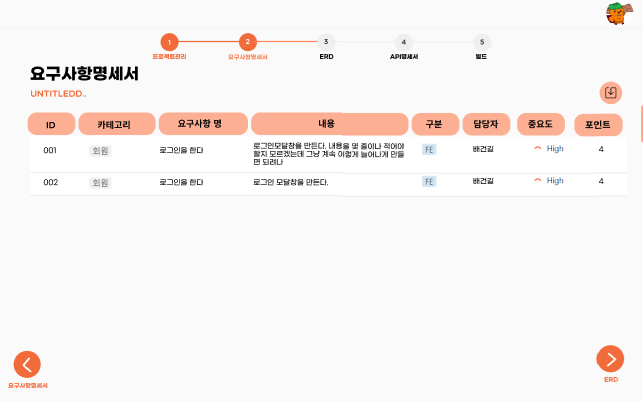 1
2
3
4
5
프로젝트관리
요구사항명세서
ERD
API명세서
빌드
요구사항명세서
UNTITLEDD..
ID
카테고리
요구사항 명
내용
구분
담당자
중요도
포인트
001
회원
로그인을 한다
로그인모달창을 만든다. 내용을 몇 줄이나 적어야
할지 모르겠는데 그냥 계속 이렇게 늘어나게 만들
면 되려나
FE
배건길
High
4
002
회원
로그인을 한다
로그인 모달창을 만든다.
FE
배건길
High
4
요구사항명세서
ERD